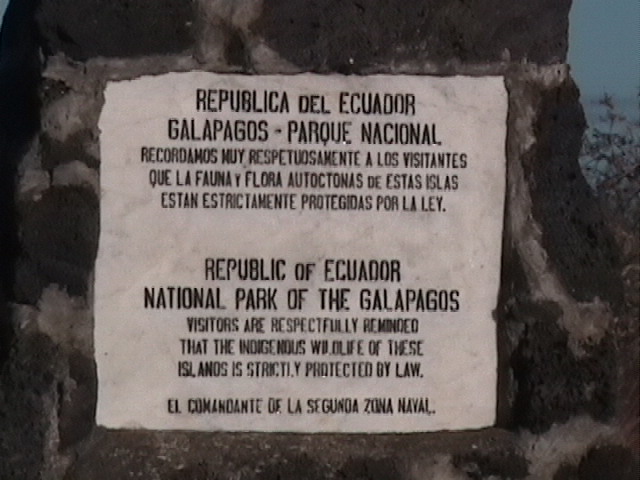 REPUBLICA DEL ECUADOR
GALAPAGOS - PARQUE NACIONAL
RECORDAMOS MUY RESPETUOSAMENTE A LOS VISITANTES
QUE LA FAUNA Y FLORA AUTOCTONAS DE ESTAS ISLAS
ESTAN ESTRICTAMENTE PROTEGIDAS POR LA LEY.
REPUBLIC OF ECUADOR
NATIONAL PARK OF THE GALAPAGOS
VISITORS ARE RESPECTFULLY REMINDED
THAT THE INDIGENOUS WILDLIFE OF THESE
ISLANDS IS STRICTLY PROTECTED BY LAW.
EL COMANDANTE DE LA SEGUNDA ZONA NAVAL.